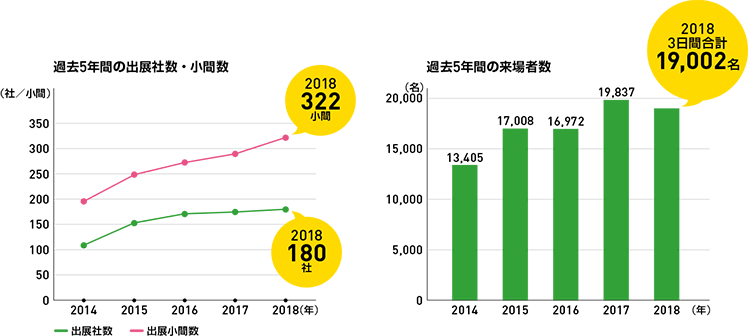 過去5年間の出展社数・小間数
(社／小間)
350
300
250
200
150
100
50
0
2014
2015
2016
2017
2018(年)
2018
322
小間
2018
180
社
出展社数
出展小間数
過去5年間の来場者数
(名)
20,000
15,000
10,000
5,000
0
13,405
17,008
16,972
19,837
2018
3日間合計
19,002名
2014
2015
2016
2017
2018
(年)